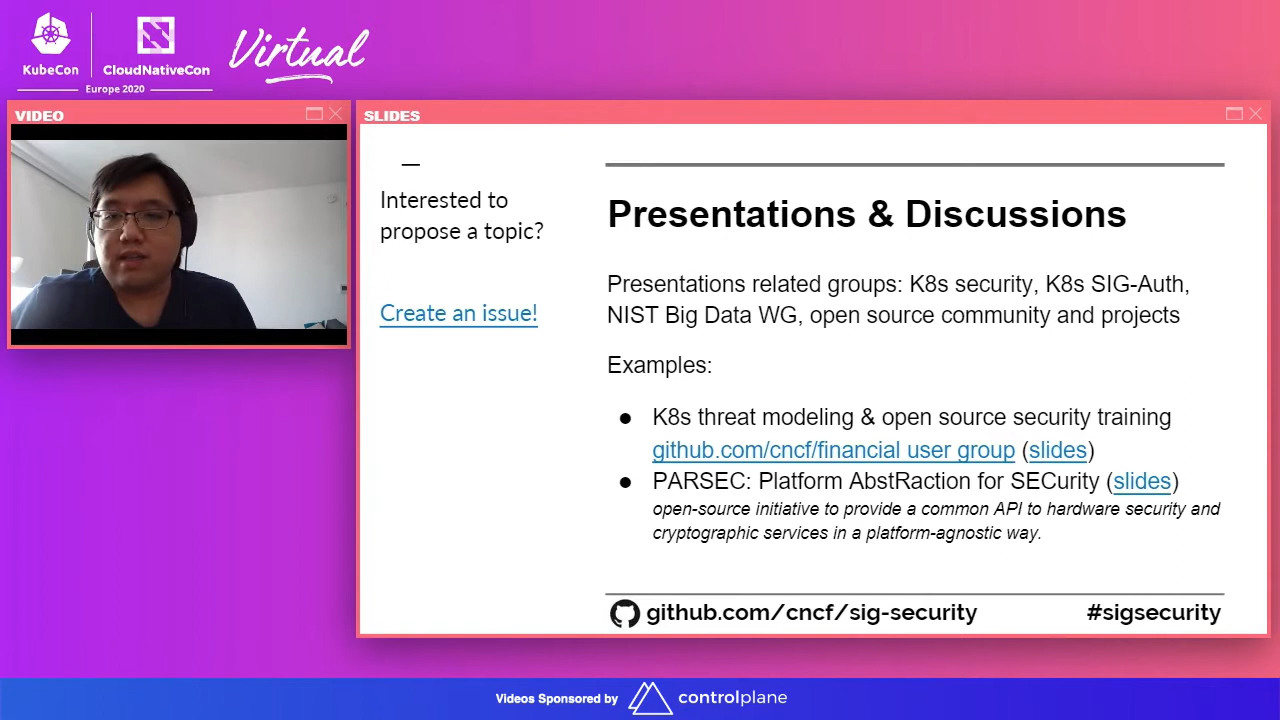 KubeCon
CloudNativeCon
Europe 2020
Virtual
VIDEO
SLIDES
Interested to
propose a topic?
Create an issue!
Presentations & Discussions
Presentations related groups: K8s security, K8s SIG-Auth,
NIST Big Data WG, open source community and projects
Examples:
● K8s threat modeling & open source security training
github.com/cncf/financial user group (slides)
● PARSEC: Platform AbstRaction for SECurity (slides)
open-source initiative to provide a common API to hardware security and
cryptographic services in a platform-agnostic way.
github.com/cncf/sig-security
#sigsecurity
Videos Sponsored by controlplane